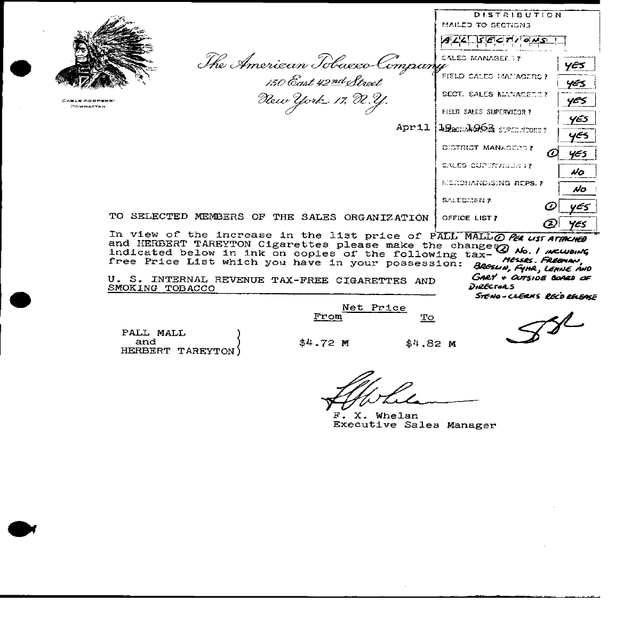 DISTRIBUTION
MAILED TO SECTIONS
ALL SECTIONS!
SALES MANAGER? YES
FIELD SALES MANAGERS? YES
SECT. SALES MANAGERS? YES
FIELD SALES SUPERVISOR? YES
SUPERVISORS? YES
DISTRICT MANAGERS? ① YES
SALES SUPERVISOR? NO
MERCHANDISING REPS.? NO
SALESMEN? ① YES
OFFICE LIST? ② YES
The American Tobacco Company
150 East 42nd Street
New York 17, N.Y.
CABLE ADDRESS
POWHATTAN
April 19, 1963
TO SELECTED MEMBERS OF THE SALES ORGANIZATION
In view of the increase in the list price of PALL MALL
and HERBERT TAREYTON Cigarettes please make the changes
indicated below in ink on copies of the following tax-
free Price List which you have in your possession:
① PER LIST ATTACHED
② No. 1 INCLUDING
MESSRS. FREEMAN,
BRESLIN, FYHR, LEHNE AND
GARY + OUTSIDE BOARD OF
DIRECTORS
STENO-CLERKS REC'D RELEASE
U. S. INTERNAL REVENUE TAX-FREE CIGARETTES AND
SMOKING TOBACCO
Net Price
From To
PALL MALL )
and )
HERBERT TAREYTON) $4.72 M $4.82 M
F. X. Whelan
Executive Sales Manager